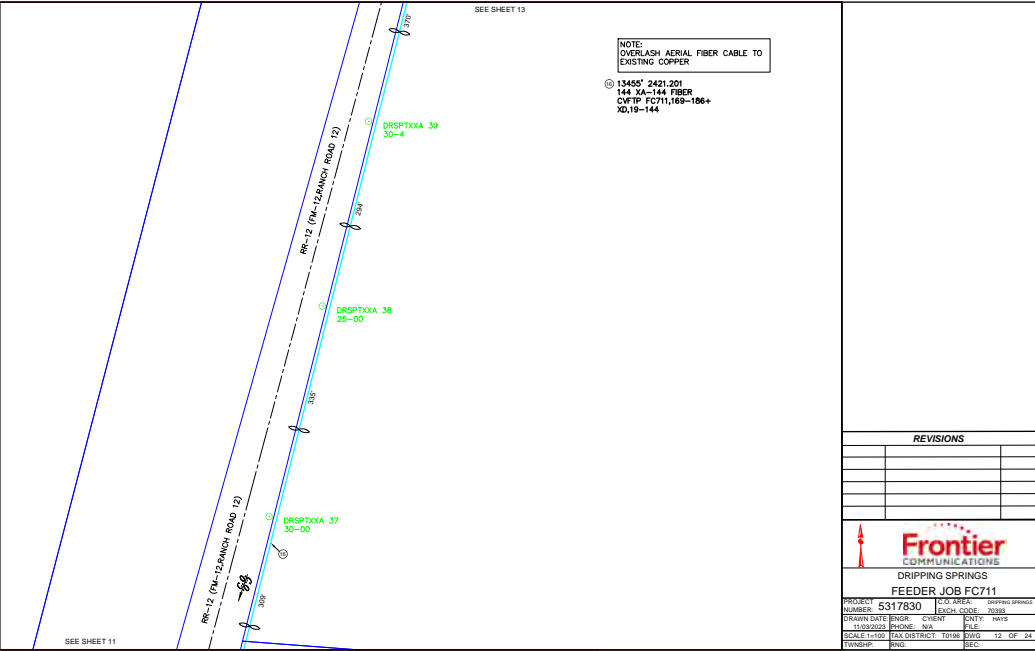 SEE SHEET 13
370'
NOTE:
OVERLASH AERIAL FIBER CABLE TO
EXISTING COPPER
16 13455' 2421.201
144 XA-144 FIBER
CVFTP FC711,169-186+
XD,19-144
DRSPTXXA 39
30-4
RR-12 (FM-12,RANCH ROAD 12)
294'
DRSPTXXA 38
25-00
335'
DRSPTXXA 37
30-00
16
RR-12 (FM-12,RANCH ROAD 12)
309'
SEE SHEET 11
REVISIONS
Frontier
COMMUNICATIONS
DRIPPING SPRINGS
FEEDER JOB FC711
PROJECT NUMBER: 5317830 C.O. AREA: DRIPPING SPRINGS
EXCH. CODE: 70393
DRAWN DATE: 11/03/2023 ENGR: CYIENT CNTY: HAYS
PHONE: N/A FILE:
SCALE:1=100 TAX DISTRICT: T0196 DWG 12 OF 24
TWNSHP: RNG: SEC: